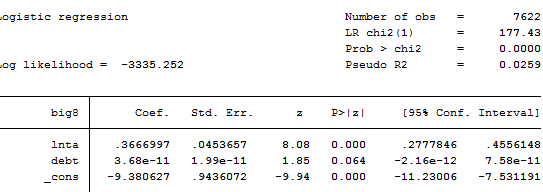 ogistic regression Number of obs = 7622
LR chi2(1) = 177.43
Prob > chi2 = 0.0000
og likelihood = -3335.252 Pseudo R2 = 0.0259
big8 Coef. Std. Err. z P>|z| [95% Conf. Interval]
lnta .3666997 .0453657 8.08 0.000 .2777846 .4556148
debt 3.68e-11 1.99e-11 1.85 0.064 -2.16e-12 7.58e-11
_cons -9.380627 .9436072 -9.94 0.000 -11.23006 -7.531191